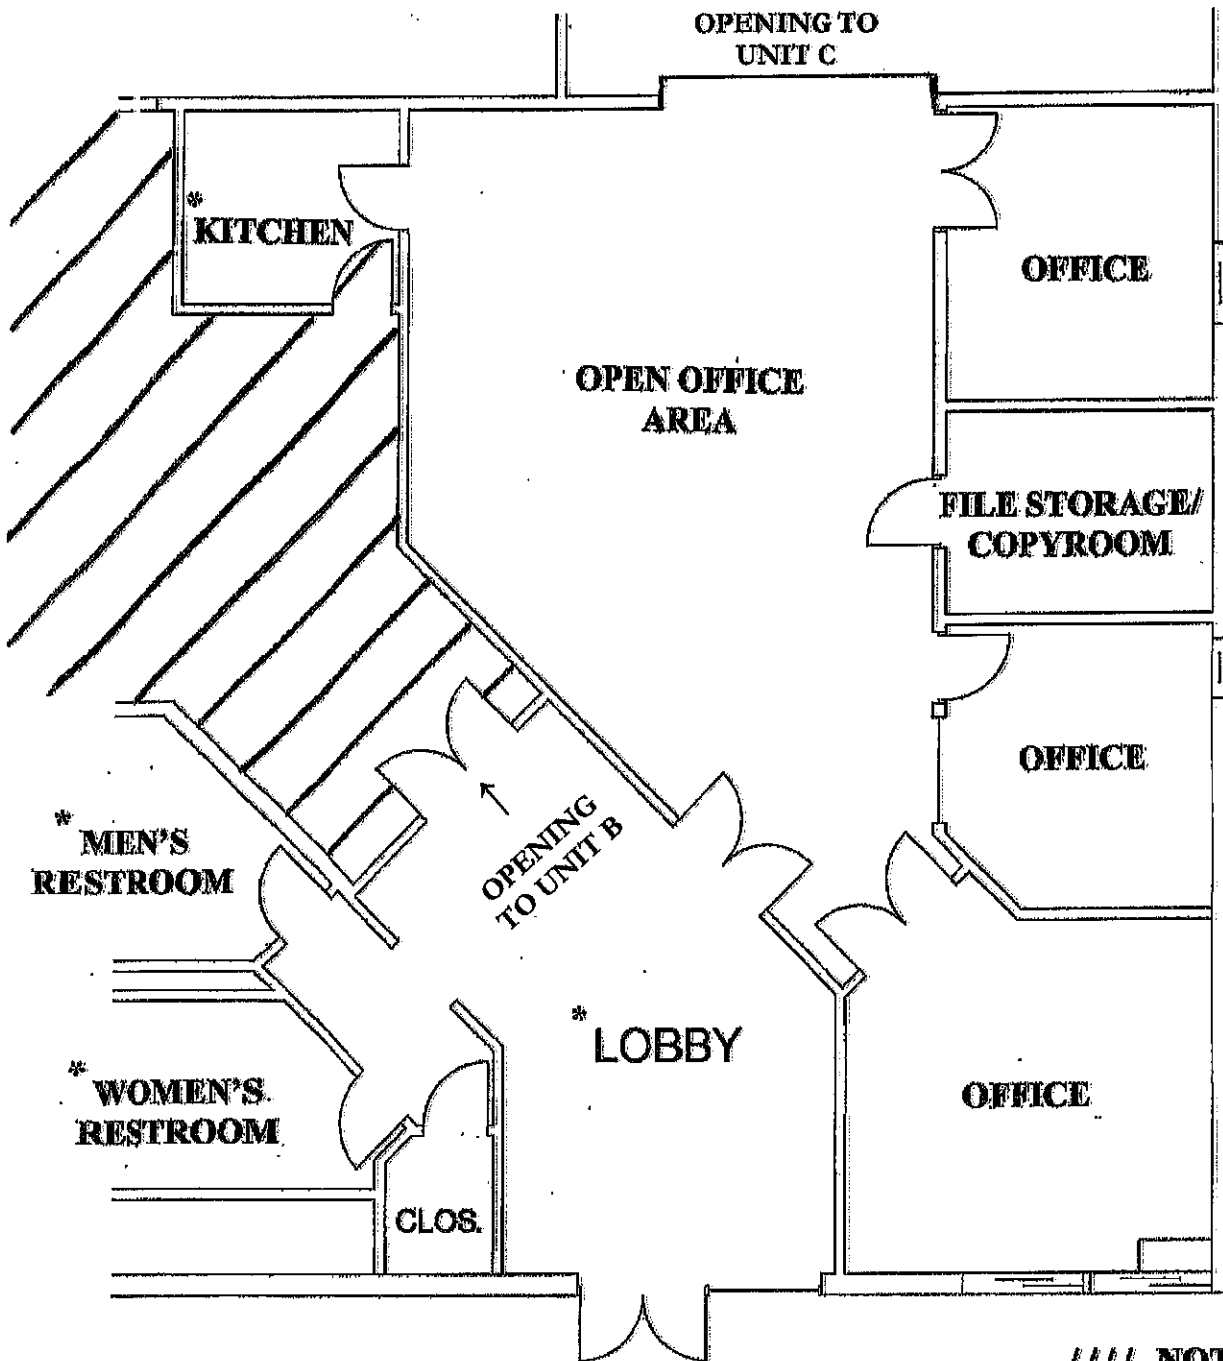 OPENING TO
UNIT C
* KITCHEN
OFFICE
OPEN OFFICE
AREA
FILE STORAGE/
COPYROOM
OFFICE
OPENING
TO UNIT B
* MEN'S
RESTROOM
* LOBBY
* WOMEN'S
RESTROOM
OFFICE
CLOS.